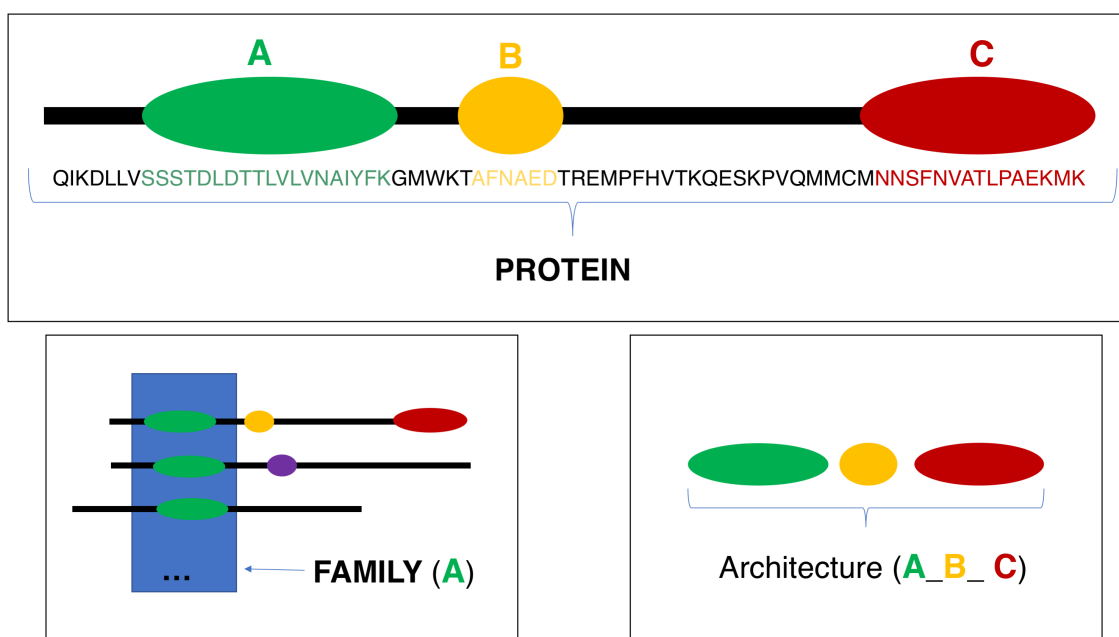 A B C
QIKDLLVSSSTDLDTTLVLVNAIYFKGMWKTAFNAEDTREMPFHVTKQESKPVQMMCMNNSFNVATLPAEKMK
PROTEIN
...
FAMILY (A)
Architecture (A_B_ C)